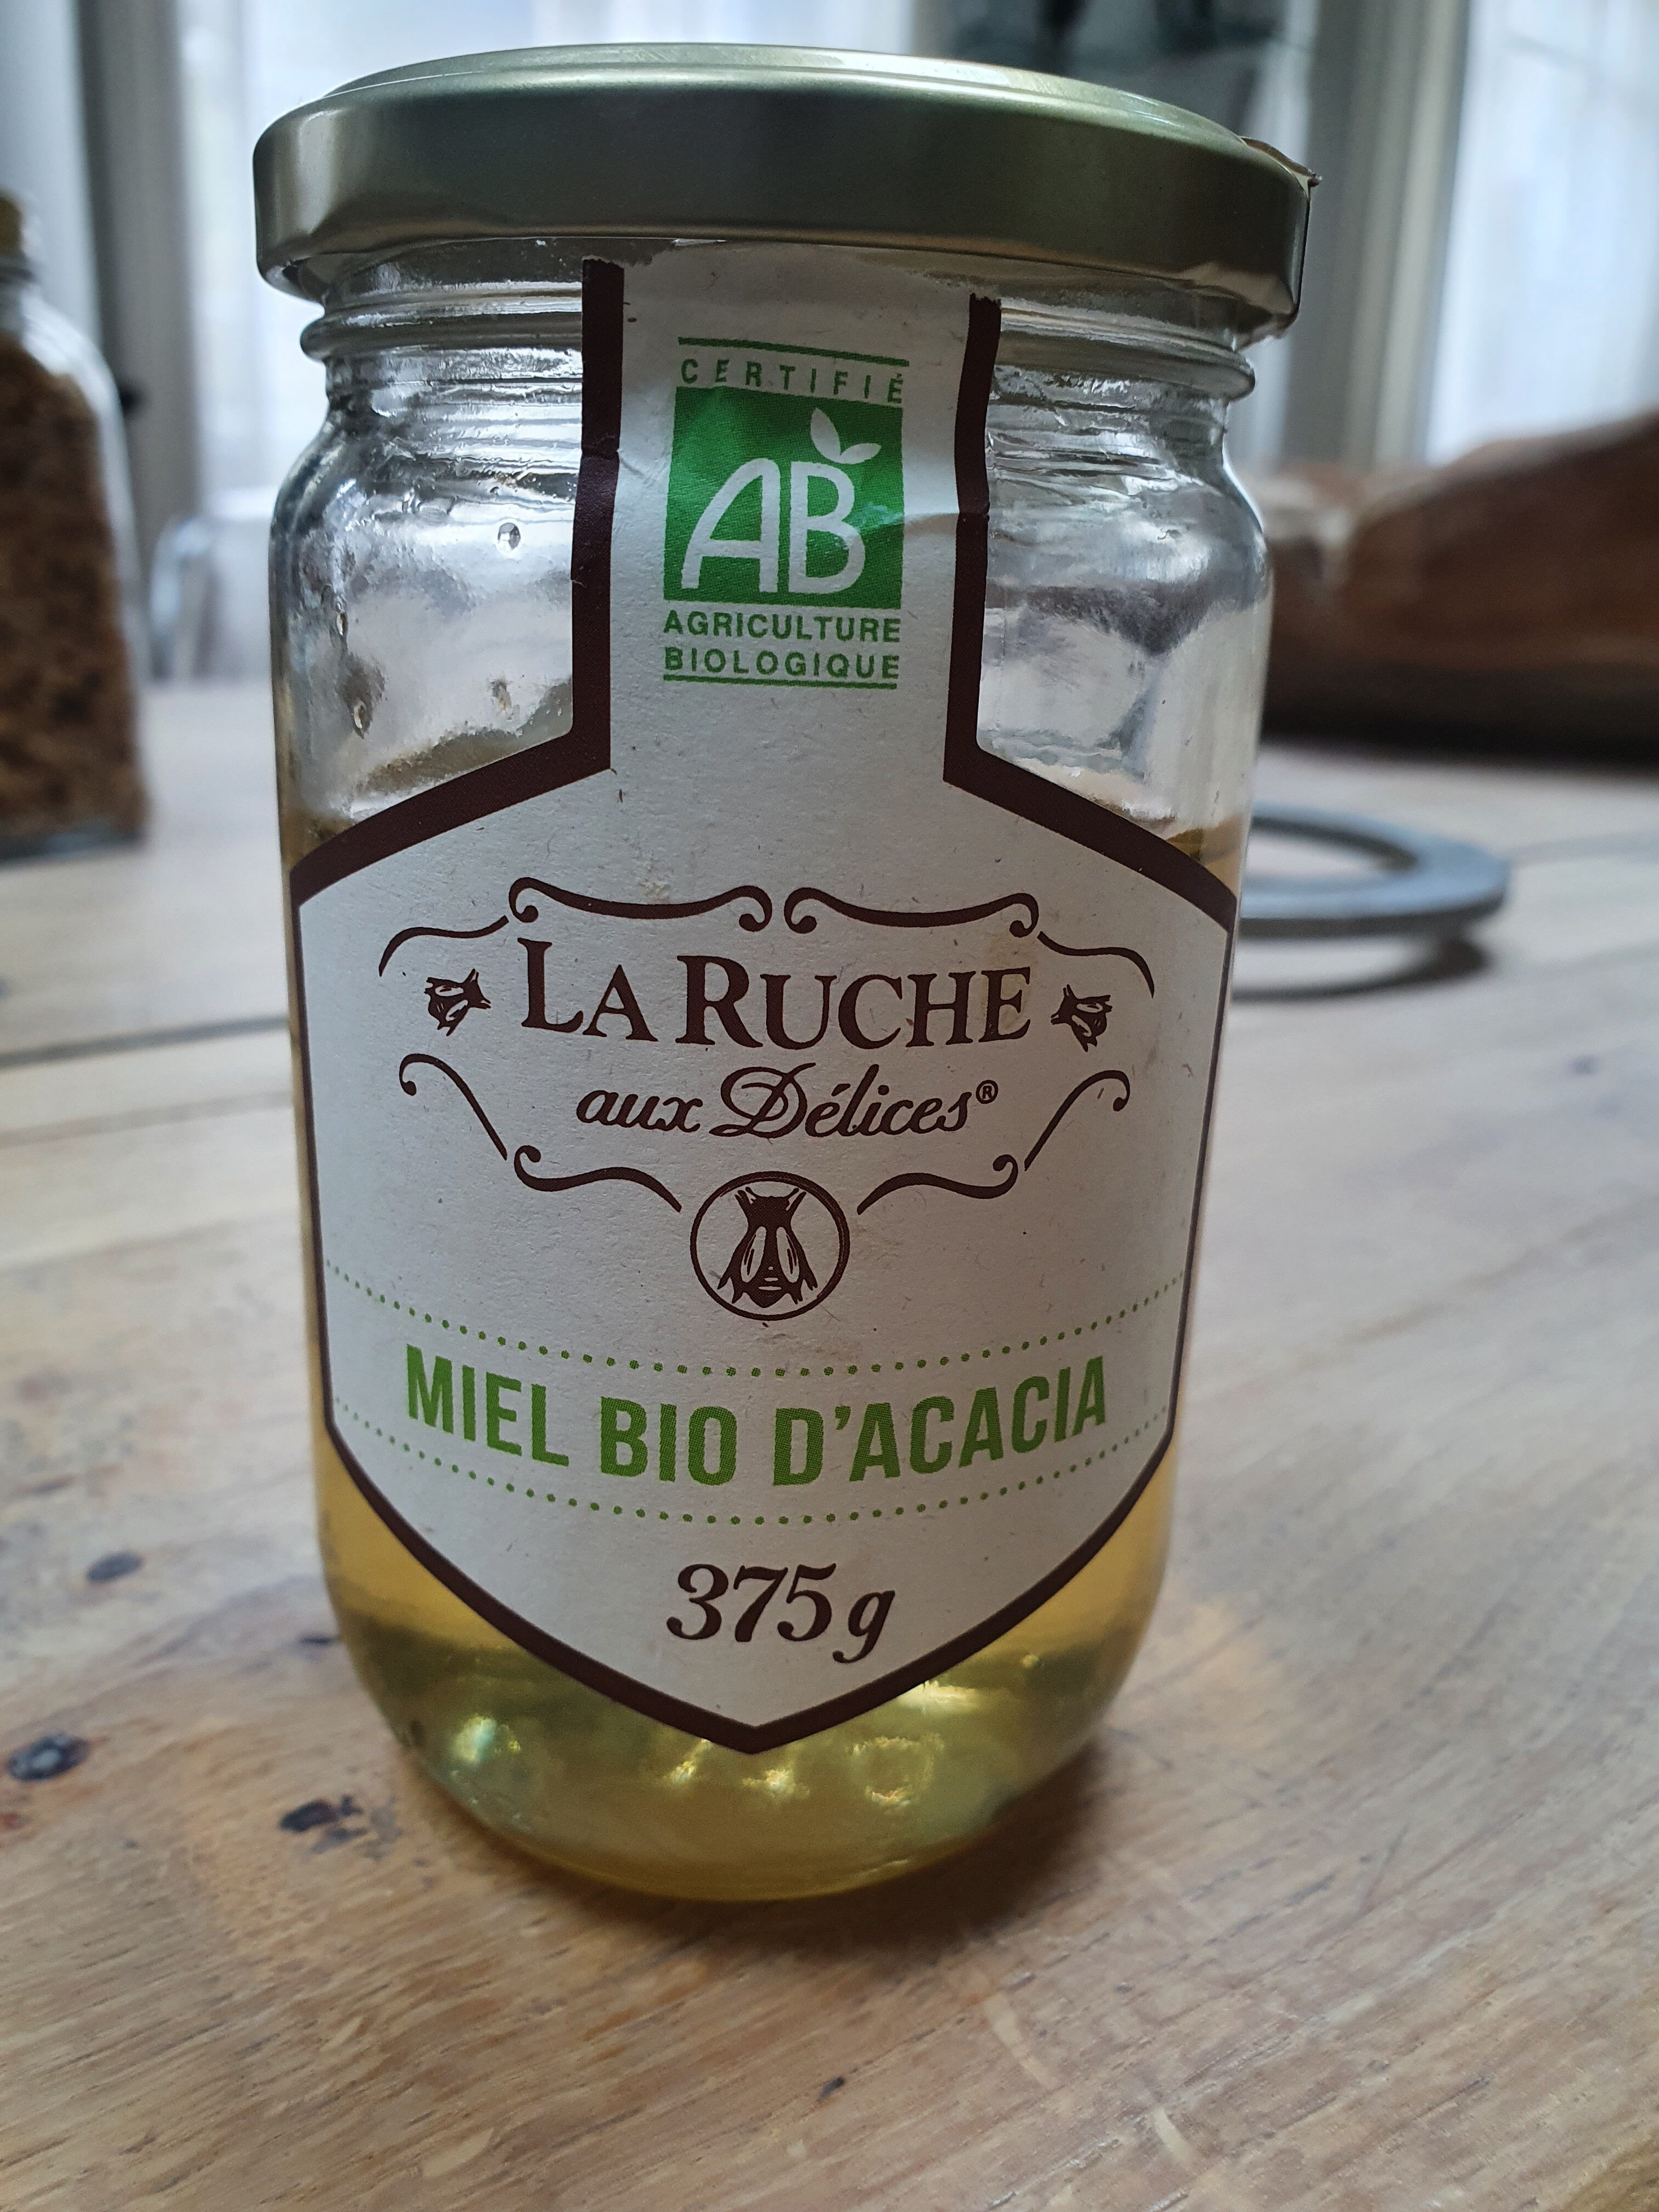 CERTIFIÉ
AB
AGRICULTURE
BIOLOGIQUE
LA RUCHE
aux Délices®
MIEL BIO D'ACACIA
375g